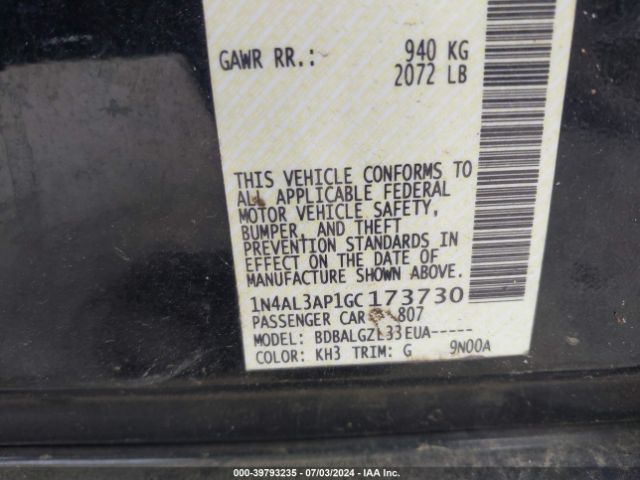 GAWR RR.: 940 KG
2072 LB
THIS VEHICLE CONFORMS TO
ALL APPLICABLE FEDERAL
MOTOR VEHICLE SAFETY,
BUMPER, AND THEFT
PREVENTION STANDARDS IN
EFFECT ON THE DATE OF
MANUFACTURE SHOWN ABOVE.
1N4AL3AP1GC173730
PASSENGER CAR 807
MODEL: BDBALGZL33EUA-----
COLOR: KH3 TRIM: G 9N00A
000-39793235 - 07/03/2024 - IAA Inc.